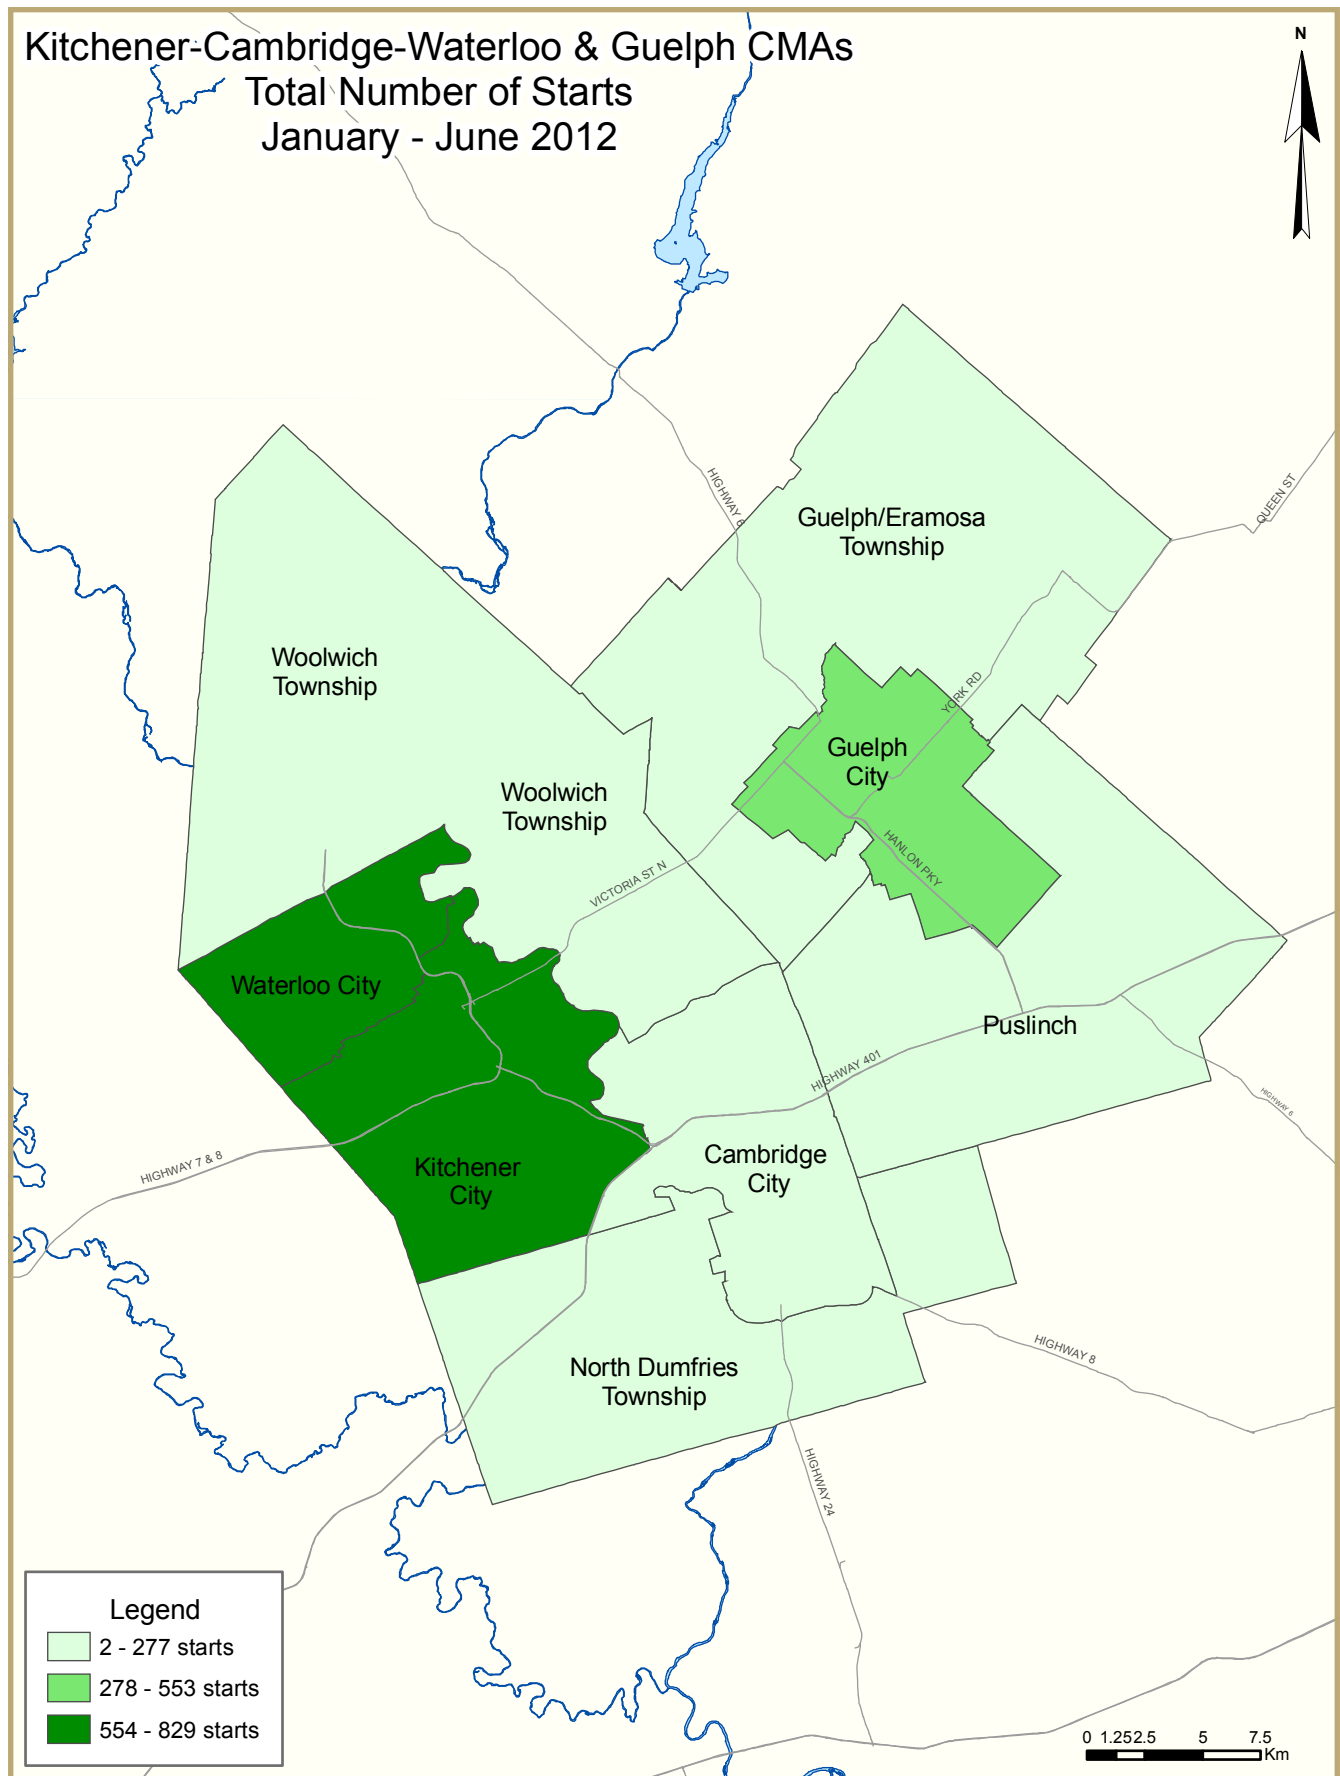 Kitchener-Cambridge-Waterloo & Guelph CMAs
Total Number of Starts
January - June 2012
N
HIGHWAY 6
QUEEN ST
Guelph/Eramosa
Township
Woolwich
Township
YORK RD
Guelph
City
Woolwich
Township
HANLON PKY
VICTORIA ST N
Waterloo City
Puslinch
HIGHWAY 401
HIGHWAY 6
HIGHWAY 7 & 8
Kitchener
City
Cambridge
City
HIGHWAY 8
North Dumfries
Township
HIGHWAY 24
Legend
2 - 277 starts
278 - 553 starts
554 - 829 starts
0 1.25 2.5 5 7.5
Km